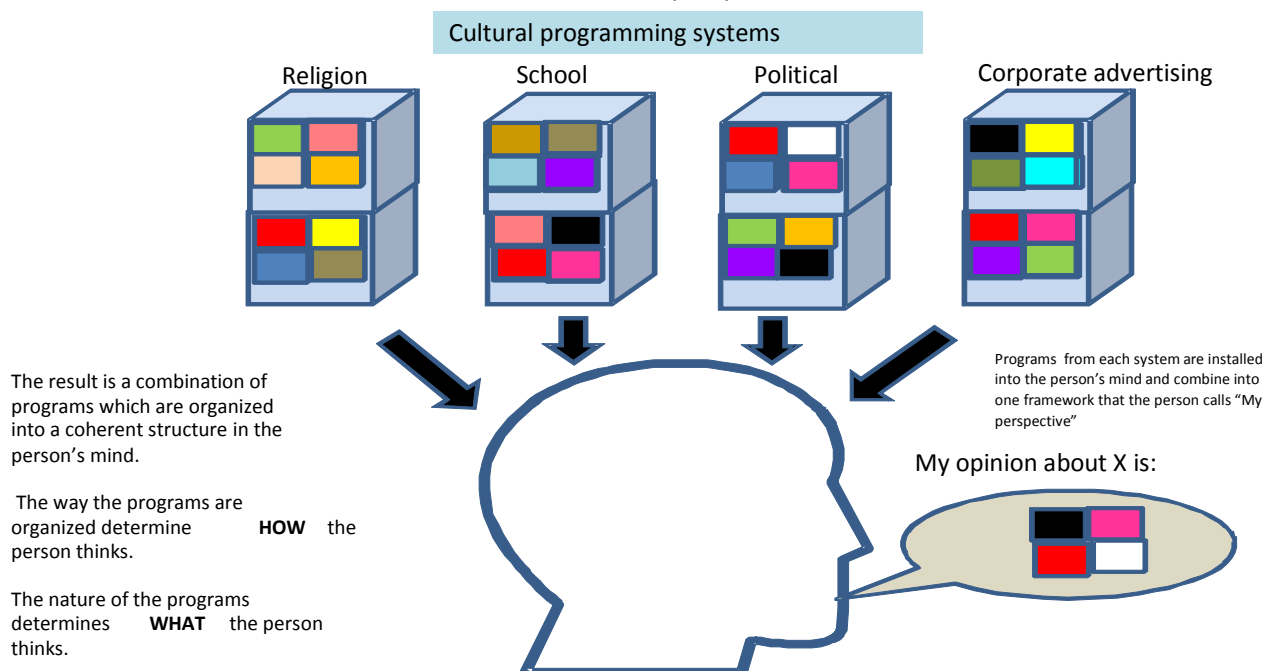 Cultural programming systems
Religion
School
Political
Corporate advertising
The result is a combination of
programs which are organized
into a coherent structure in the
person’s mind.
The way the programs are
organized determine HOW the
person thinks.
The nature of the programs
determines WHAT the person
thinks.
Programs from each system are installed
into the person’s mind and combine into
one framework that the person calls “My
perspective”
My opinion about X is: